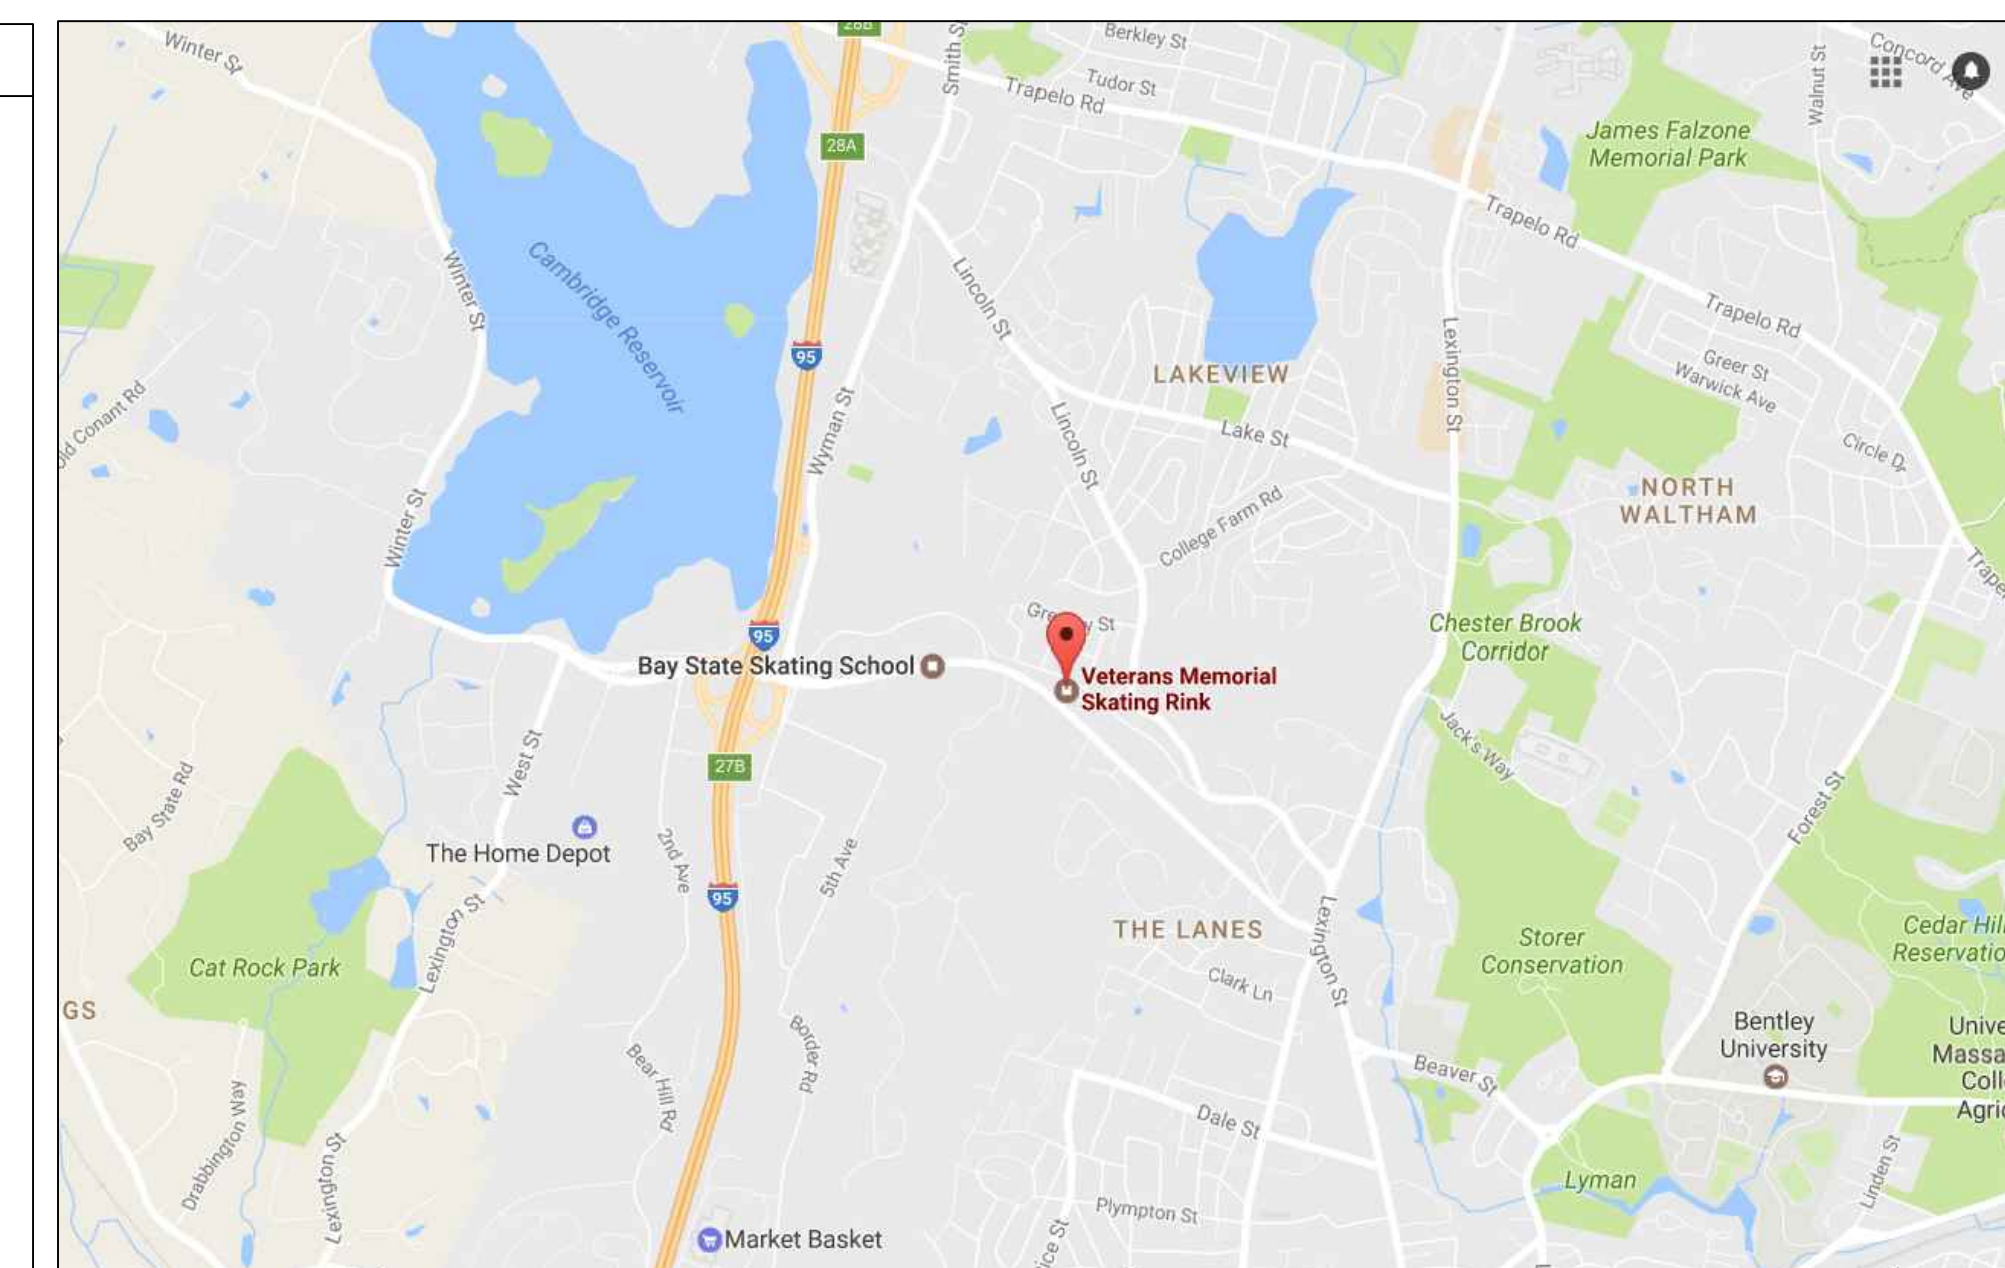 28B
Winter St
Smith St
Berkley St
Concord Ave
Walnut St
Tudor St
Trapelo Rd
28A
James Falzone
Memorial Park
Trapelo Rd
Winter St
Cambridge Reservoir
Lincoln St
Trapelo Rd
95
Lexington St
LAKEVIEW
Greer St
Warwick Ave
Old Conant Rd
Wyman St
Lincoln St
Lake St
Circle Dr
NORTH
WALTHAM
Winter St
College Farm Rd
Trape
St
Chester Brook
Corridor
95
Bay State Skating School
Veterans Memorial
Skating Rink
Jack's Way
West St
27B
Bay State Rd
Forest St
The Home Depot
2nd Ave
5th Ave
95
Lexington St
THE LANES
Lexington St
Cedar Hill
Reservatio
Storer
Conservation
Cat Rock Park
Clark Ln
GS
Bentley
University
Unive
Massa
Coll
Agric
Border Rd
Bear Hill Rd
Beaver St
Drabbington Way
Dale St
Lexington St
Lyman
Linden St
Plympton St
ice St
Market Basket